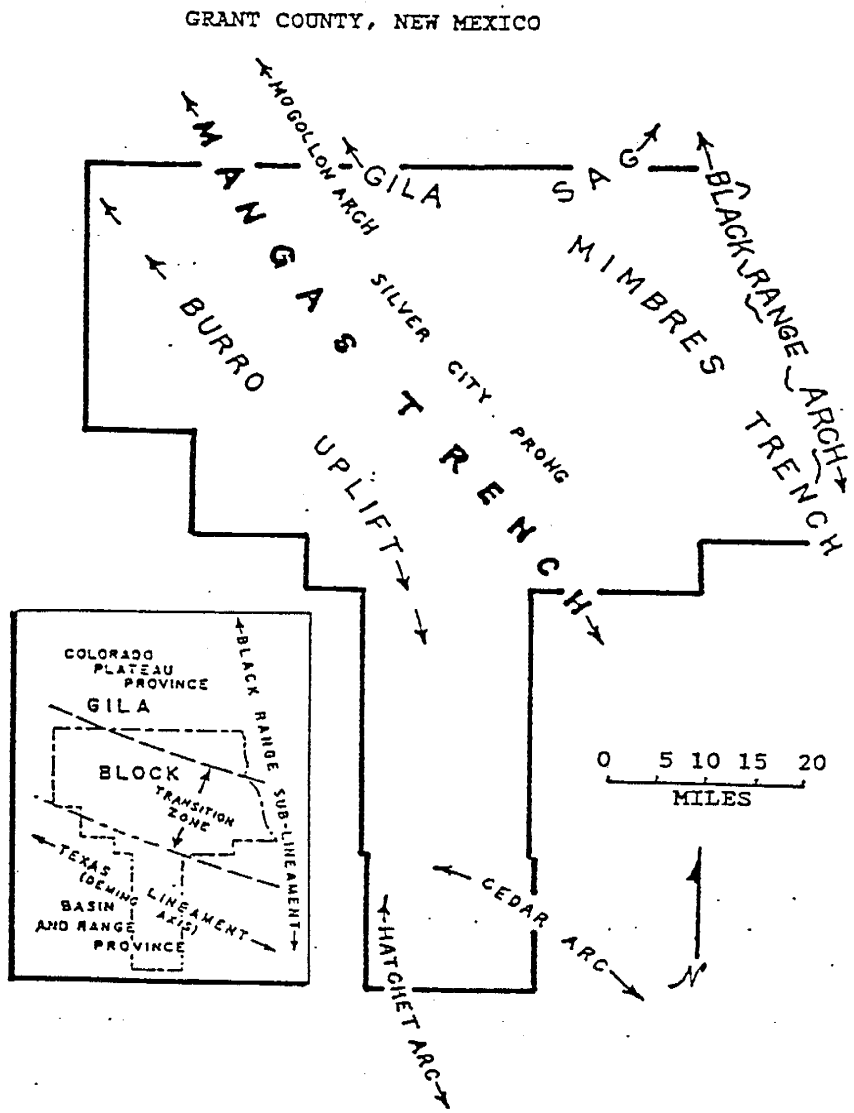 GRANT COUNTY, NEW MEXICO
MOGOLLON ARCH
MANGAS TRENCH
GILA SAG
BLACK RANGE ARCH
MIMBRES TRENCH
BURRO UPLIFT
SILVER CITY PRONG
COLORADO
PLATEAU
PROVINCE
GILA
BLOCK
BLACK RANGE SUB-LINEAMENT
TRANSITION
ZONE
TEXAS LINEAMENT
(DEMING AXIS)
BASIN
AND RANGE
PROVINCE
0 5 10 15 20
MILES
CEDAR ARC
HATCHET ARC
N